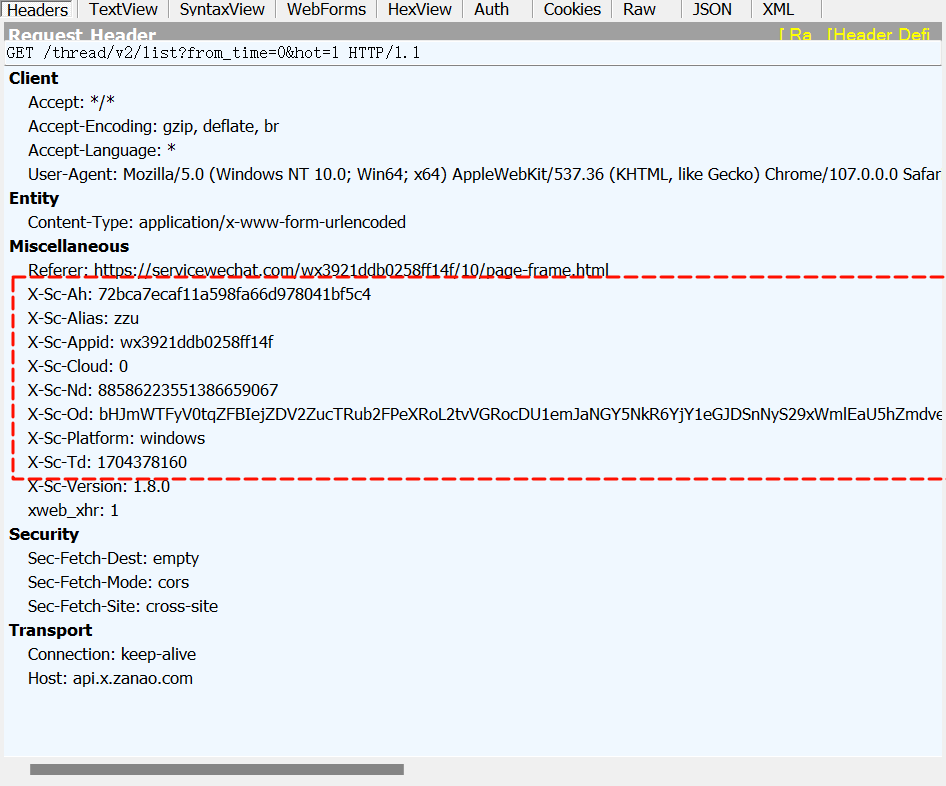 Headers TextView SyntaxView WebForms HexView Auth Cookies Raw JSON XML
Request Header [ Ra [Header Defi
GET /thread/v2/list?from_time=0&hot=1 HTTP/1.1
Client
Accept: */*
Accept-Encoding: gzip, deflate, br
Accept-Language: *
User-Agent: Mozilla/5.0 (Windows NT 10.0; Win64; x64) AppleWebKit/537.36 (KHTML, like Gecko) Chrome/107.0.0.0 Safar
Entity
Content-Type: application/x-www-form-urlencoded
Miscellaneous
Referer: https://servicewechat.com/wx3921ddb0258ff14f/10/page-frame.html
X-Sc-Ah: 72bca7ecaf11a598fa66d978041bf5c4
X-Sc-Alias: zzu
X-Sc-Appid: wx3921ddb0258ff14f
X-Sc-Cloud: 0
X-Sc-Nd: 88586223551386659067
X-Sc-Od: bHJmWTFyV0tqZFBIejZDV2ZucTRub2FPeXRoL2tvVGRocDU1emJaNGY5NkR6YjY1eGJDSnNyS29xWmlEaU5hZmdve
X-Sc-Platform: windows
X-Sc-Td: 1704378160
X-Sc-Version: 1.8.0
xweb_xhr: 1
Security
Sec-Fetch-Dest: empty
Sec-Fetch-Mode: cors
Sec-Fetch-Site: cross-site
Transport
Connection: keep-alive
Host: api.x.zanao.com